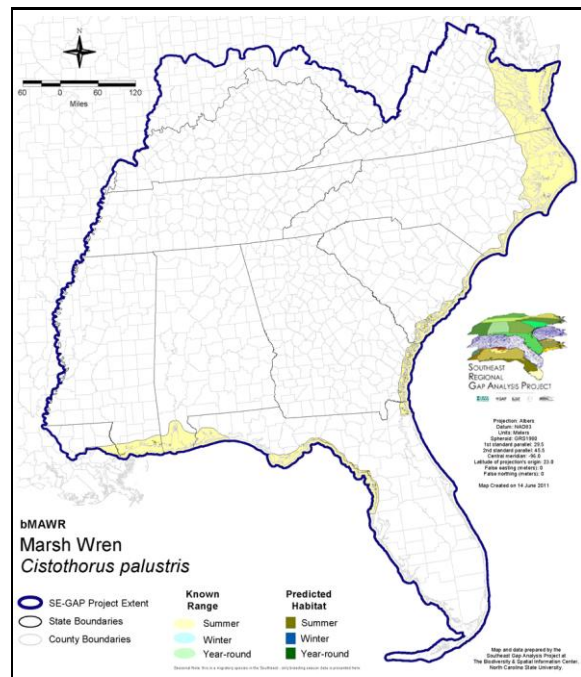 N
60 0 60 120
Miles
SOUTHEAST
REGIONAL
GAP ANALYSIS PROJECT
Projection: Albers
Datum: NAD83
Units: Meters
Spheroid: GRS1980
1st standard parallel: 29.5
2nd standard parallel: 45.5
Central meridian: -96.0
Latitude of projection's origin: 23.0
False easting (meters): 0
False northing (meters): 0
Map Created on 14 June 2011
bMAWR
Marsh Wren
Cistothorus palustris
SE-GAP Project Extent
State Boundaries
County Boundaries
Known
Range
Summer
Winter
Year-round
Predicted
Habitat
Summer
Winter
Year-round
Map and data prepared by the
Southeast Gap Analysis Project at
The Biodiversity & Spatial Information Center,
North Carolina State University.